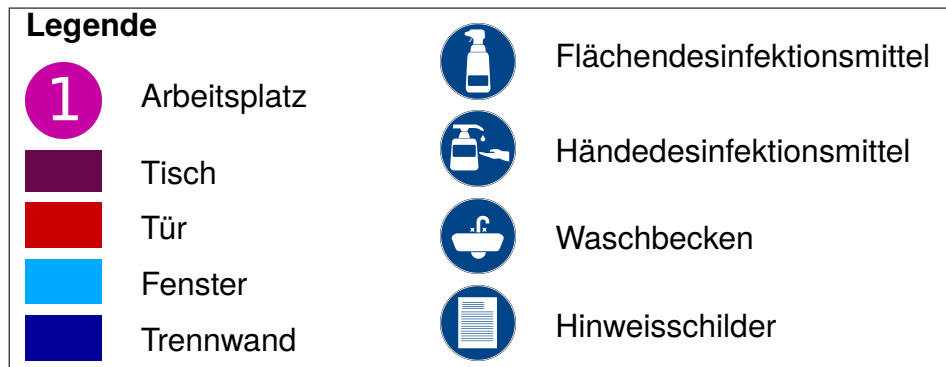 Legende
1
Arbeitsplatz
Tisch
Tür
Fenster
Trennwand
Flächendesinfektionsmittel
Händedesinfektionsmittel
Waschbecken
Hinweisschilder